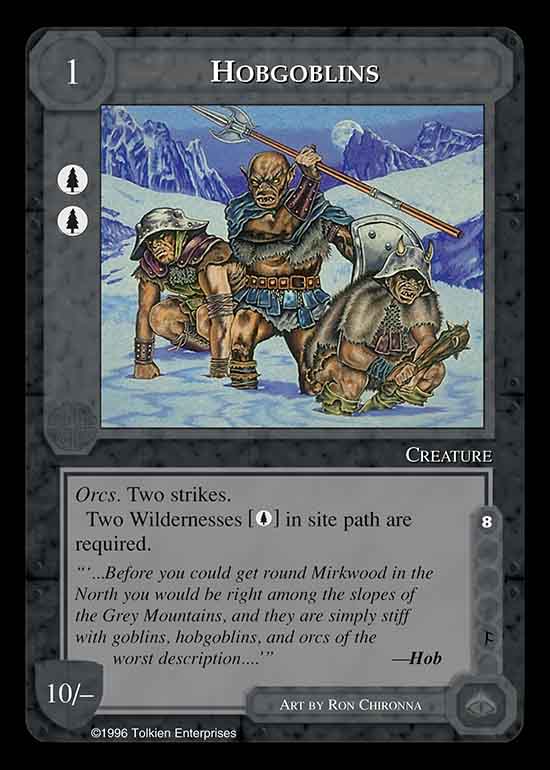 1
HOBGOBLINS
CREATURE
Orcs. Two strikes.
Two Wildernesses [] in site path are
required.
8
“‘...Before you could get round Mirkwood in the
North you would be right among the slopes of
the Grey Mountains, and they are simply stiff
with goblins, hobgoblins, and orcs of the
worst description....’”
—Hob
10/–
ART BY RON CHIRONNA
©1996 Tolkien Enterprises